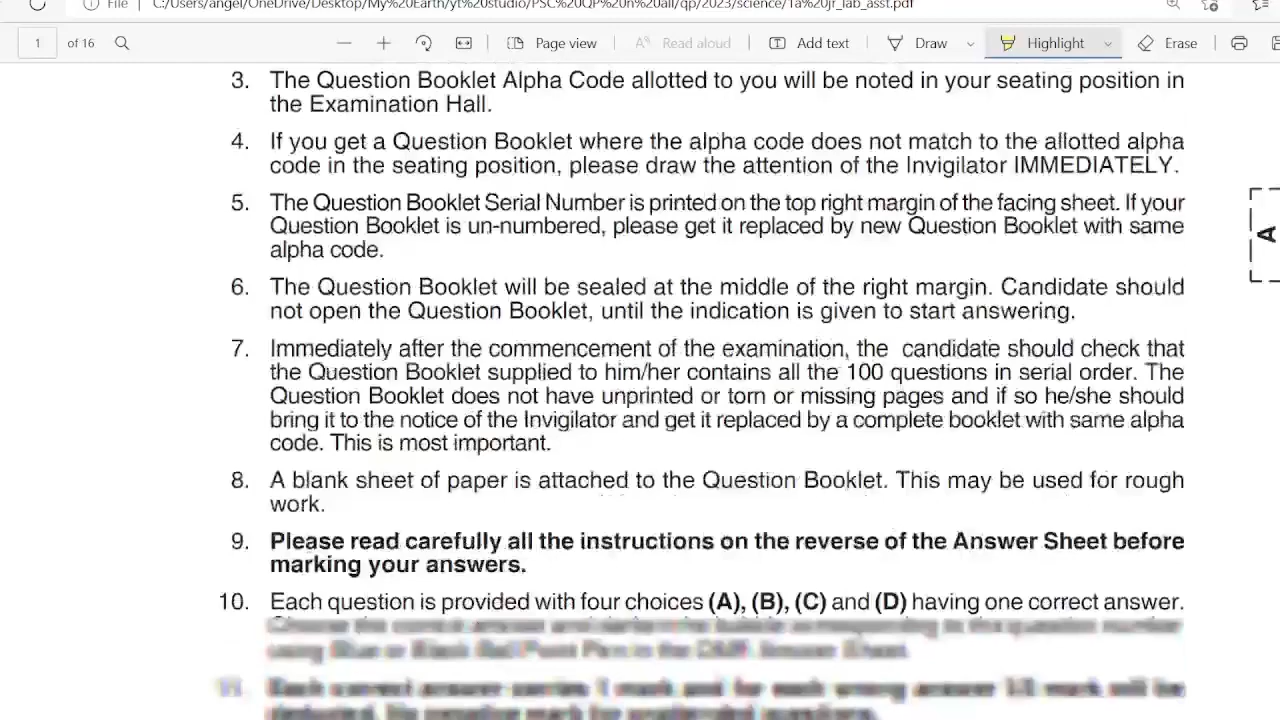 File | C:/Users/angel/OneDrive/Desktop/My%20Earth/yt%20studio/PSC%20QP%20n%20all/qp/2023/science/1a%20jr_lab_asst.pdf
1 of 16 Page view Read aloud Add text Draw Highlight Erase
3. The Question Booklet Alpha Code allotted to you will be noted in your seating position in
the Examination Hall.
4. If you get a Question Booklet where the alpha code does not match to the allotted alpha
code in the seating position, please draw the attention of the Invigilator IMMEDIATELY.
5. The Question Booklet Serial Number is printed on the top right margin of the facing sheet. If your
Question Booklet is un-numbered, please get it replaced by new Question Booklet with same
alpha code.
A
6. The Question Booklet will be sealed at the middle of the right margin. Candidate should
not open the Question Booklet, until the indication is given to start answering.
7. Immediately after the commencement of the examination, the candidate should check that
the Question Booklet supplied to him/her contains all the 100 questions in serial order. The
Question Booklet does not have unprinted or torn or missing pages and if so he/she should
bring it to the notice of the Invigilator and get it replaced by a complete booklet with same alpha
code. This is most important.
8. A blank sheet of paper is attached to the Question Booklet. This may be used for rough
work.
9. Please read carefully all the instructions on the reverse of the Answer Sheet before
marking your answers.
10. Each question is provided with four choices (A), (B), (C) and (D) having one correct answer.